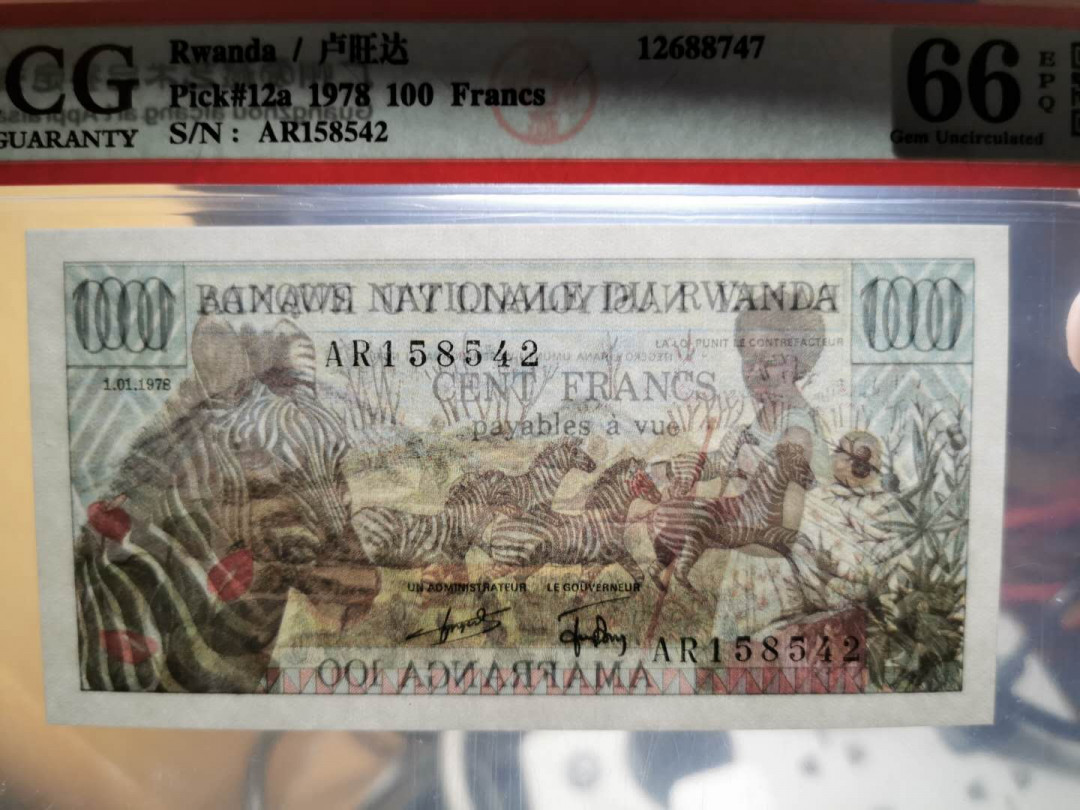 CG
GUARANTY
Rwanda / 卢旺达
12688747
Pick#12a 1978 100 Francs
S/N : AR158542
66
EPQ
Gem Uncirculated
BANQUE NATIONALE DU RWANDA
AR158542
LA LOI PUNIT LE CONTREFACTEUR
1.01.1978
CENT FRANCS
payables à vue
UN ADMINISTRATEUR LE GOUVERNEUR
AR158542
AMAFRANGA 100